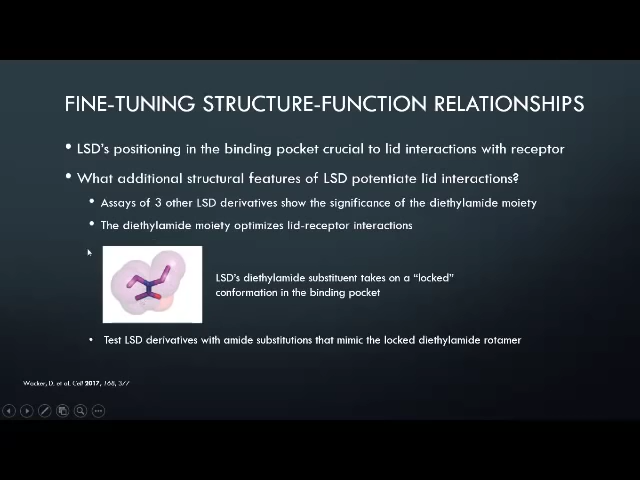 FINE-TUNING STRUCTURE-FUNCTION RELATIONSHIPS
• LSD's positioning in the binding pocket crucial to lid interactions with receptor
• What additional structural features of LSD potentiate lid interactions?
• Assays of 3 other LSD derivatives show the significance of the diethylamide moiety
• The diethylamide moiety optimizes lid-receptor interactions
LSD's diethylamide substituent takes on a "locked"
conformation in the binding pocket
• Test LSD derivatives with amide substitutions that mimic the locked diethylamide rotamer
Wacker, D. et al. Cell 2017, 168, 377